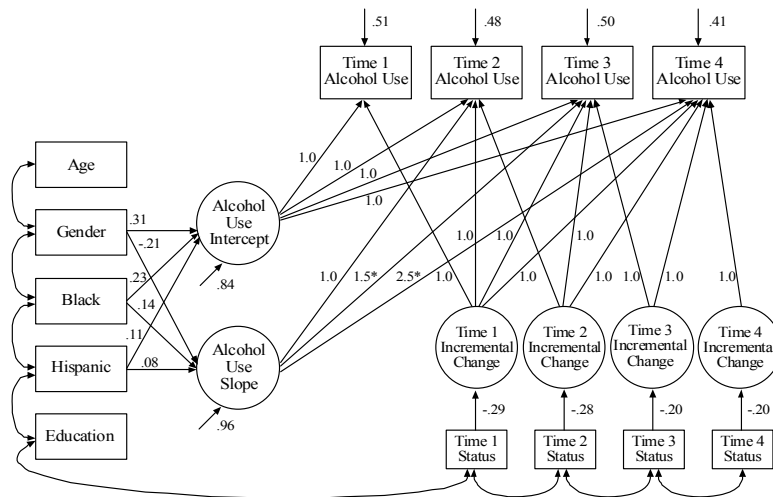 .51
.48
.50
.41
Time 1
Alcohol Use
Time 2
Alcohol Use
Time 3
Alcohol Use
Time 4
Alcohol Use
1.0
1.0
1.0
1.0
Age
Gender
Black
Hispanic
Education
.31
-.21
.23
.14
.11
.08
Alcohol
Use
Intercept
.84
Alcohol
Use
Slope
.96
1.0
1.5*
2.5*
1.0
1.0
1.0
1.0
1.0
1.0
1.0
1.0
1.0
1.0
Time 1
Incremental
Change
Time 2
Incremental
Change
Time 3
Incremental
Change
Time 4
Incremental
Change
-.29
-.28
-.20
-.20
Time 1
Status
Time 2
Status
Time 3
Status
Time 4
Status